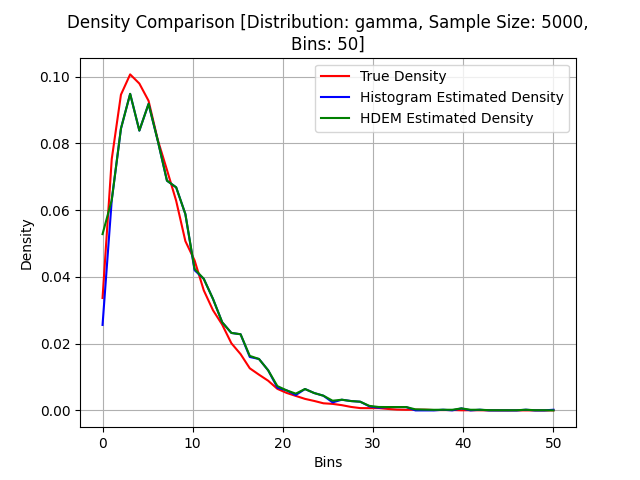 Density Comparison [Distribution: gamma, Sample Size: 5000,
Bins: 50]
True Density
Histogram Estimated Density
HDEM Estimated Density
0.10
0.08
0.06
0.04
0.02
0.00
Density
0 10 20 30 40 50
Bins